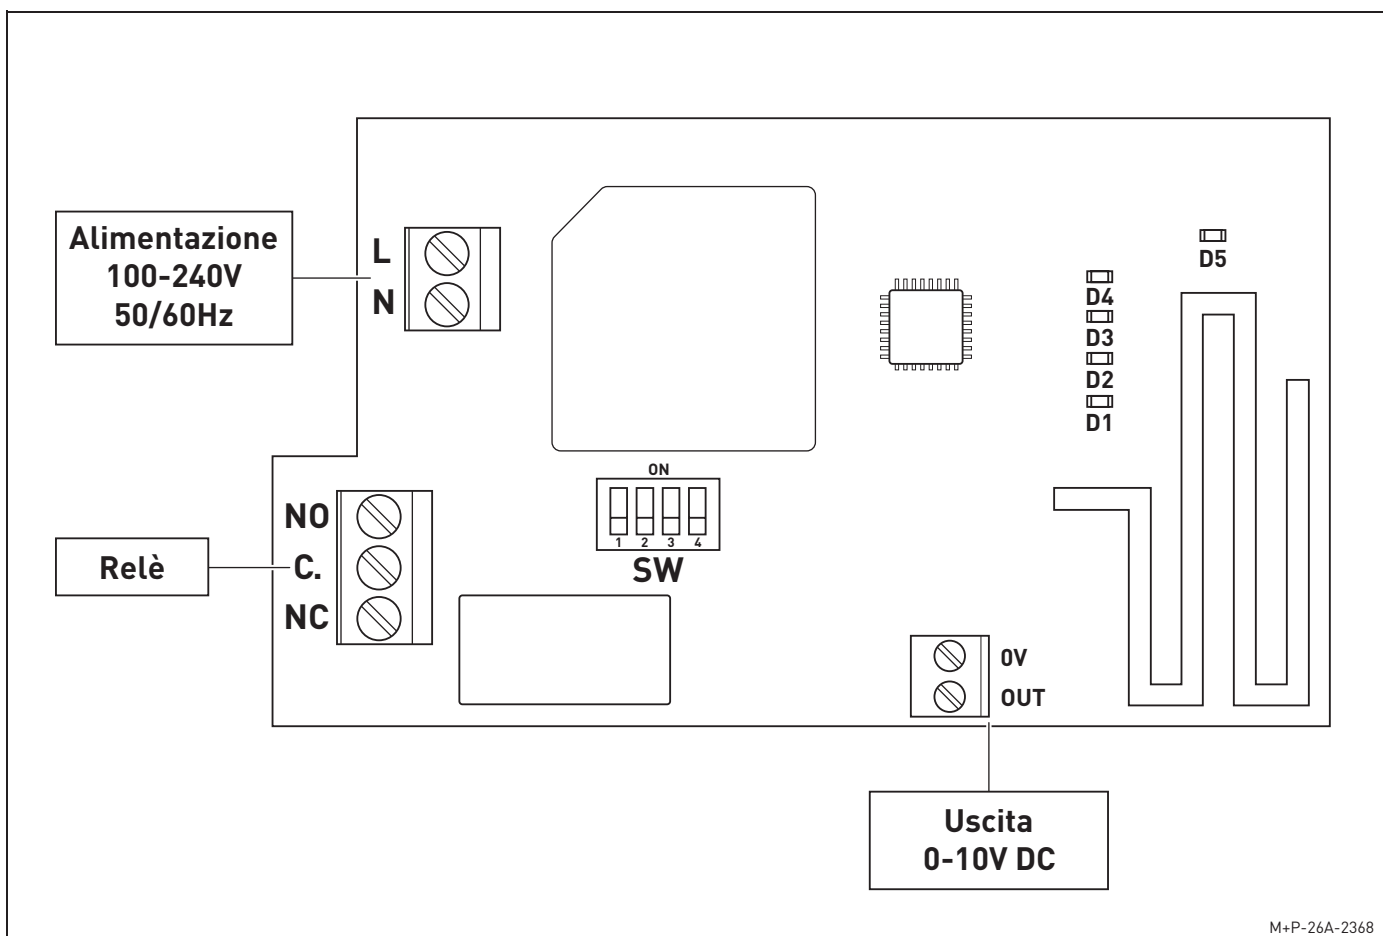 Alimentazione
100-240V
50/60Hz
L
N
D5
D4
D3
D2
D1
ON
1 2 3 4
SW
NO
C.
NC
Relè
0V
OUT
Uscita
0-10V DC
M+P-26A-2368